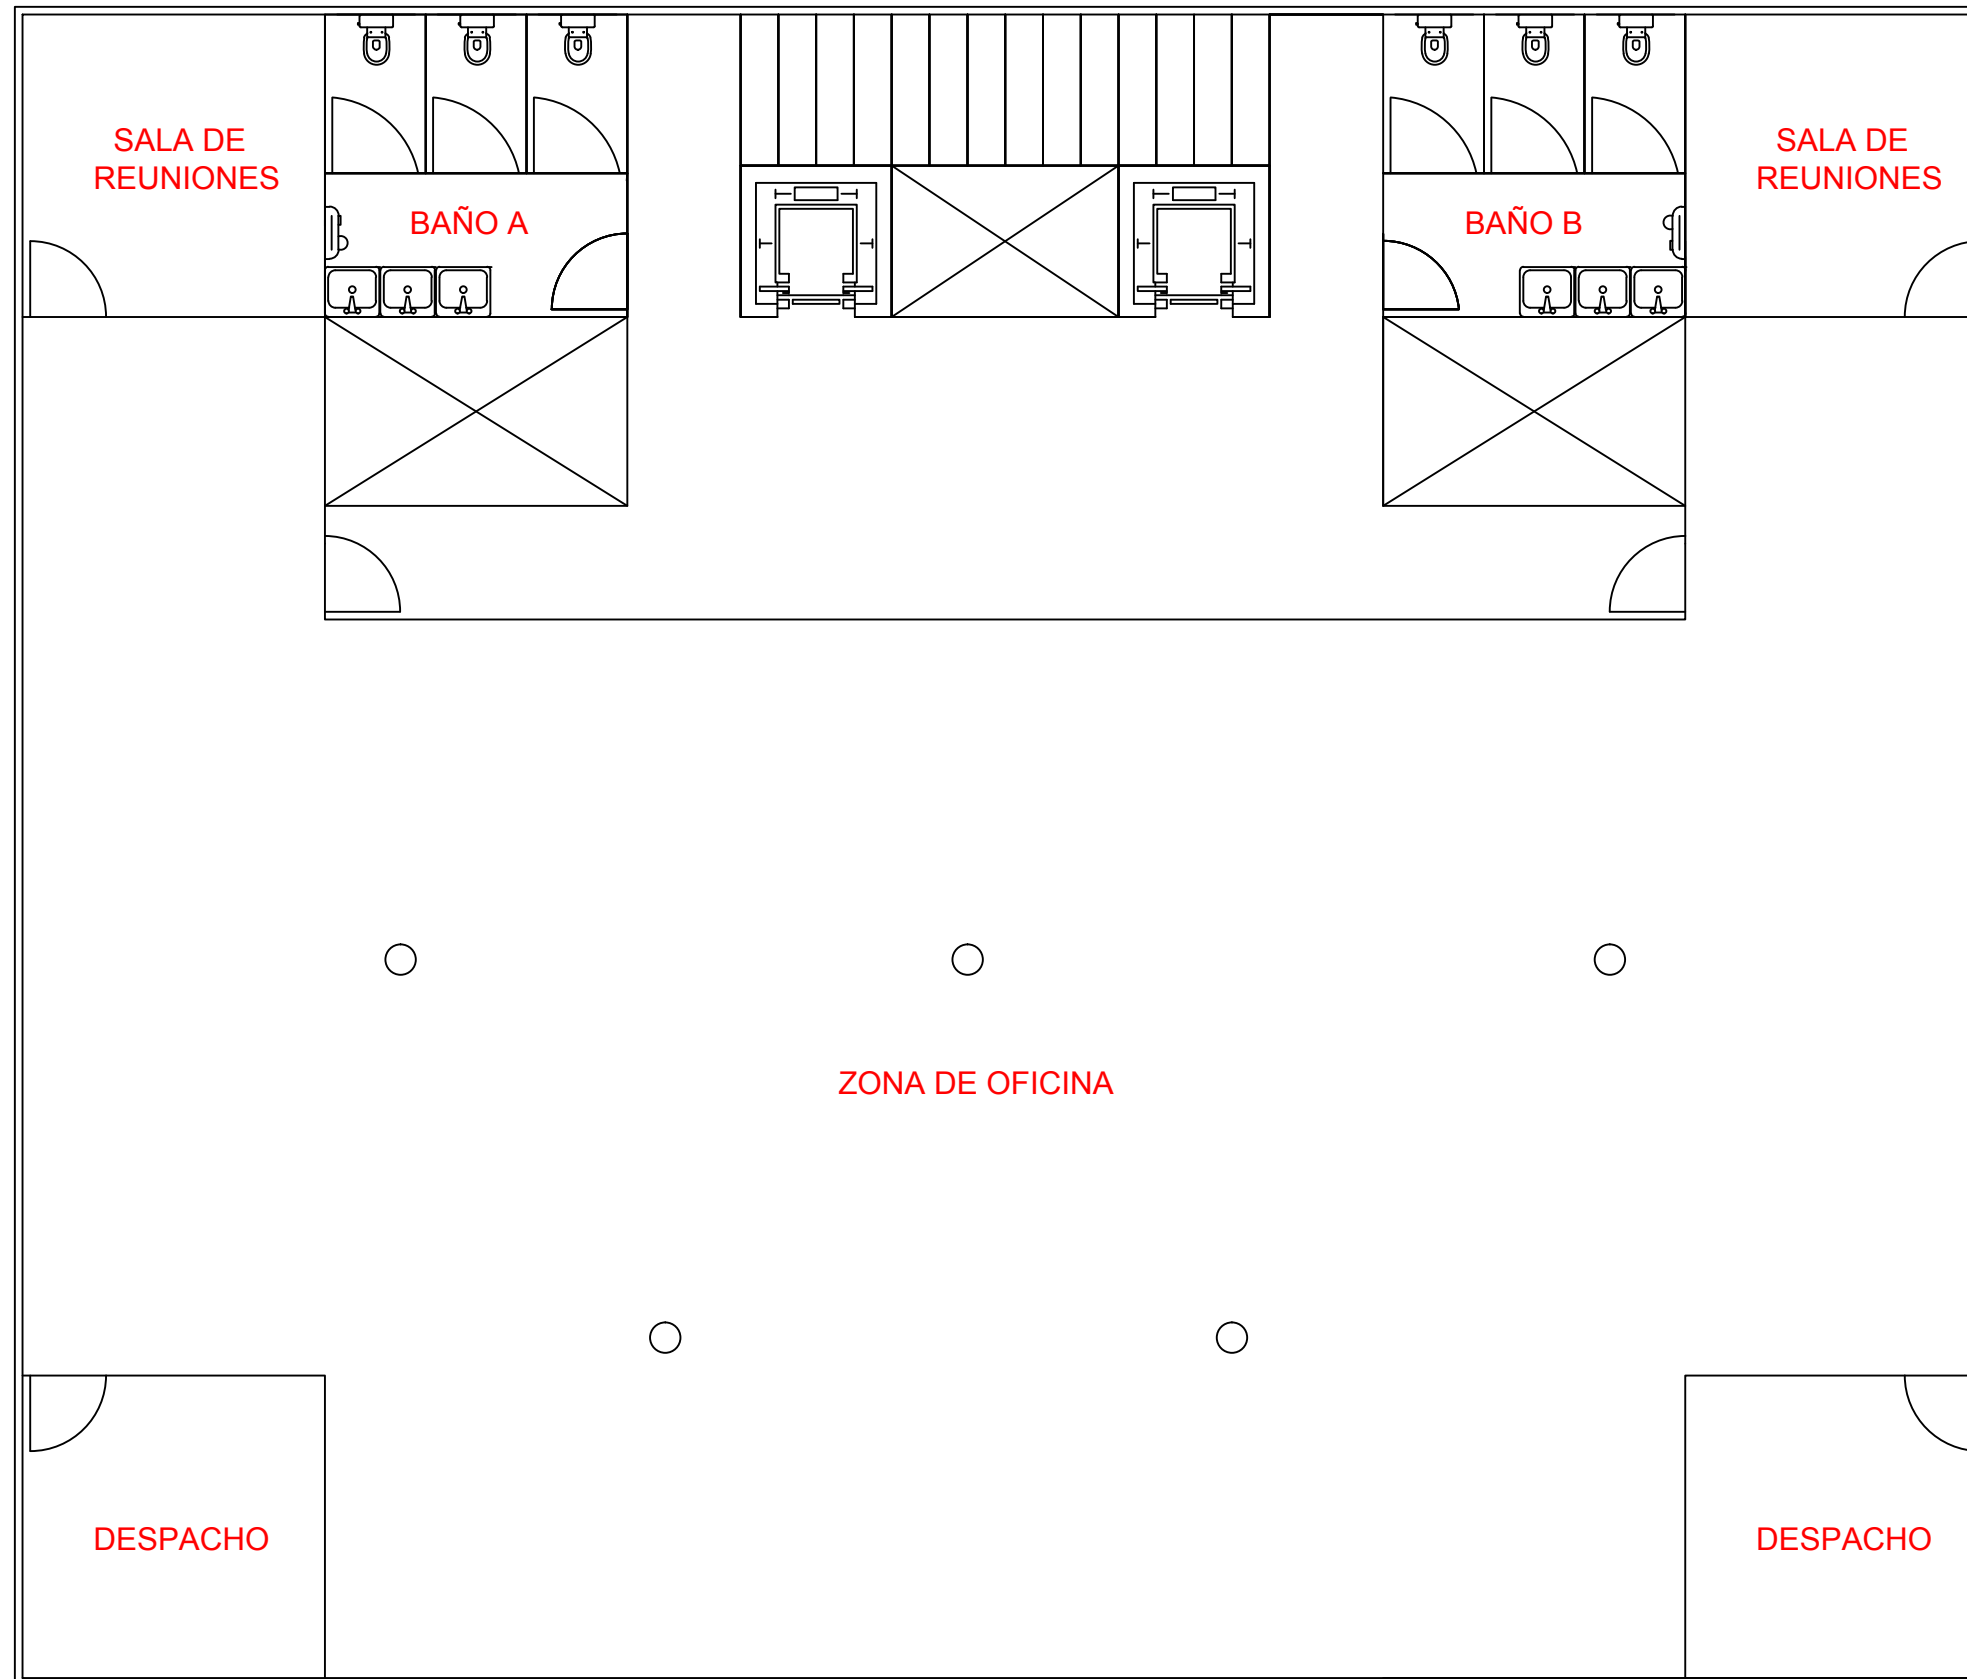 SALA DE
REUNIONES
BAÑO A
BAÑO B
SALA DE
REUNIONES
ZONA DE OFICINA
DESPACHO
DESPACHO